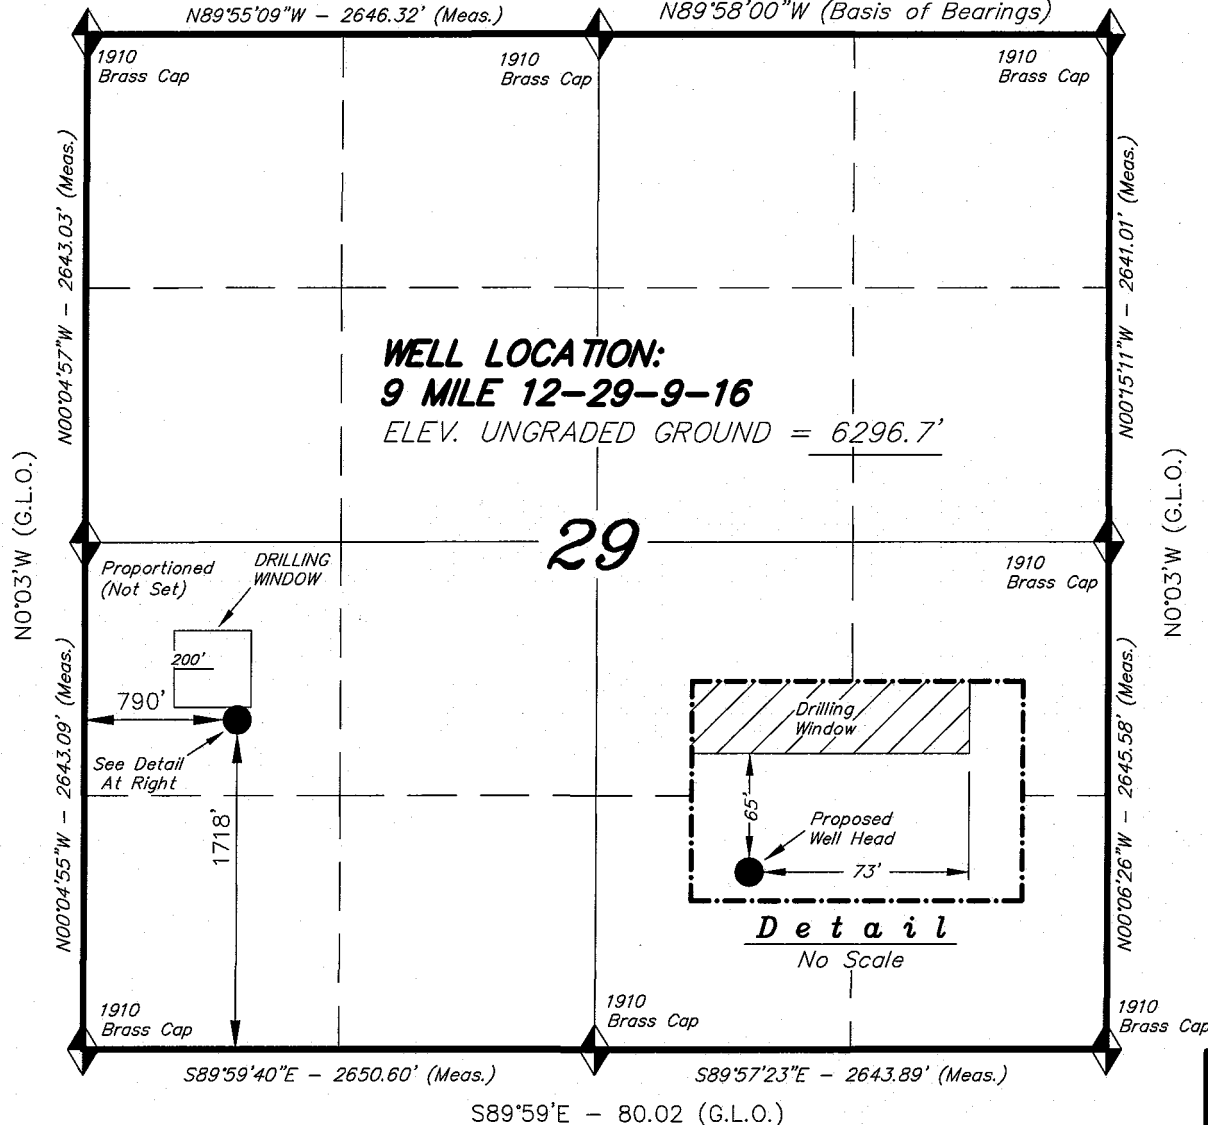 N89°55'09"W – 2646.32' (Meas.)
N89°58'00"W (Basis of Bearings)
1910
Brass Cap
1910
Brass Cap
1910
Brass Cap
N00°04'57"W – 2643.03' (Meas.)
N00°15'11"W – 2641.01' (Meas.)
WELL LOCATION:
9 MILE 12–29–9–16
ELEV. UNGRADED GROUND = 6296.7'
N0°03'W (G.L.O.)
N0°03'W (G.L.O.)
29
Proportioned
(Not Set)
DRILLING
WINDOW
1910
Brass Cap
200'
790'
See Detail
At Right
1718'
N00°04'55"W – 2643.09' (Meas.)
N00°06'26"W – 2645.58' (Meas.)
Drilling
Window
65'
Proposed
Well Head
73'
Detail
No Scale
1910
Brass Cap
1910
Brass Cap
1910
Brass Cap
S89°59'40"E – 2650.60' (Meas.)
S89°57'23"E – 2643.89' (Meas.)
S89°59'E – 80.02 (G.L.O.)